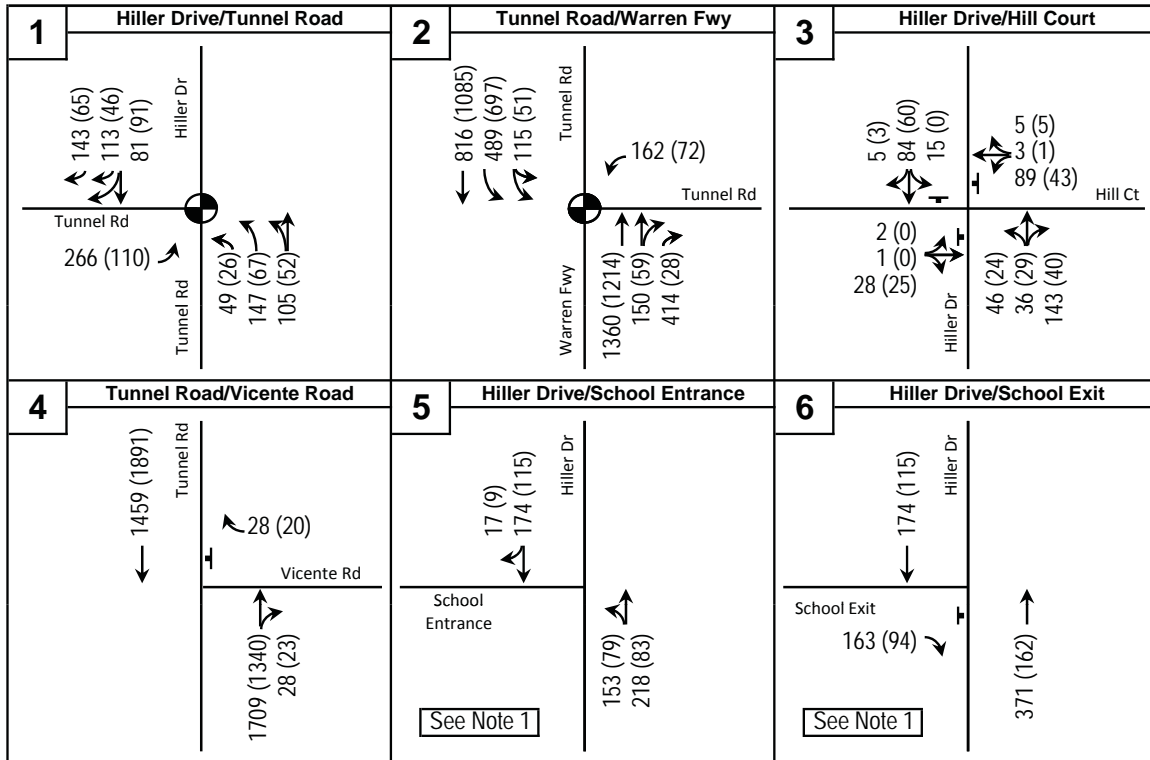 1
Hiller Drive/Tunnel Road
143 (65)
113 (46)
81 (91)
Hiller Dr
Tunnel Rd
266 (110)
Tunnel Rd
49 (26)
147 (67)
105 (52)
2
Tunnel Road/Warren Fwy
816 (1085)
489 (697)
115 (51)
Tunnel Rd
162 (72)
Tunnel Rd
Warren Fwy
1360 (1214)
150 (59)
414 (28)
3
Hiller Drive/Hill Court
5 (3)
84 (60)
15 (0)
5 (5)
3 (1)
89 (43)
Hill Ct
2 (0)
1 (0)
28 (25)
Hiller Dr
46 (24)
36 (29)
143 (40)
4
Tunnel Road/Vicente Road
1459 (1891)
Tunnel Rd
28 (20)
Vicente Rd
1709 (1340)
28 (23)
5
Hiller Drive/School Entrance
17 (9)
174 (115)
Hiller Dr
School
Entrance
153 (79)
218 (83)
See Note 1
6
Hiller Drive/School Exit
174 (115)
Hiller Dr
School Exit
163 (94)
371 (162)
See Note 1